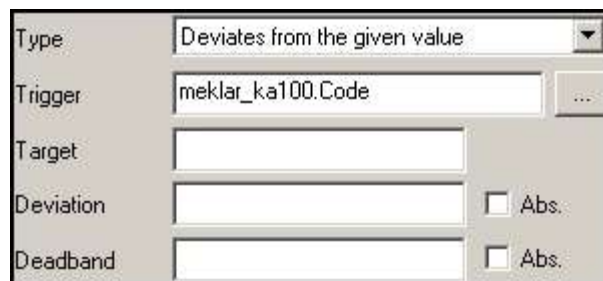 Type Deviates from the given value
Trigger meklar_ka100.Code ...
Target
Deviation Abs.
Deadband Abs.